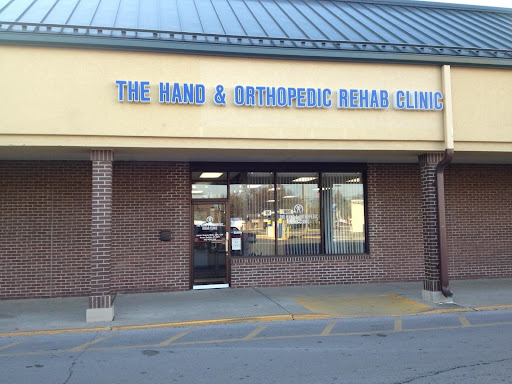 THE HAND & ORTHOPEDIC REHAB CLINIC